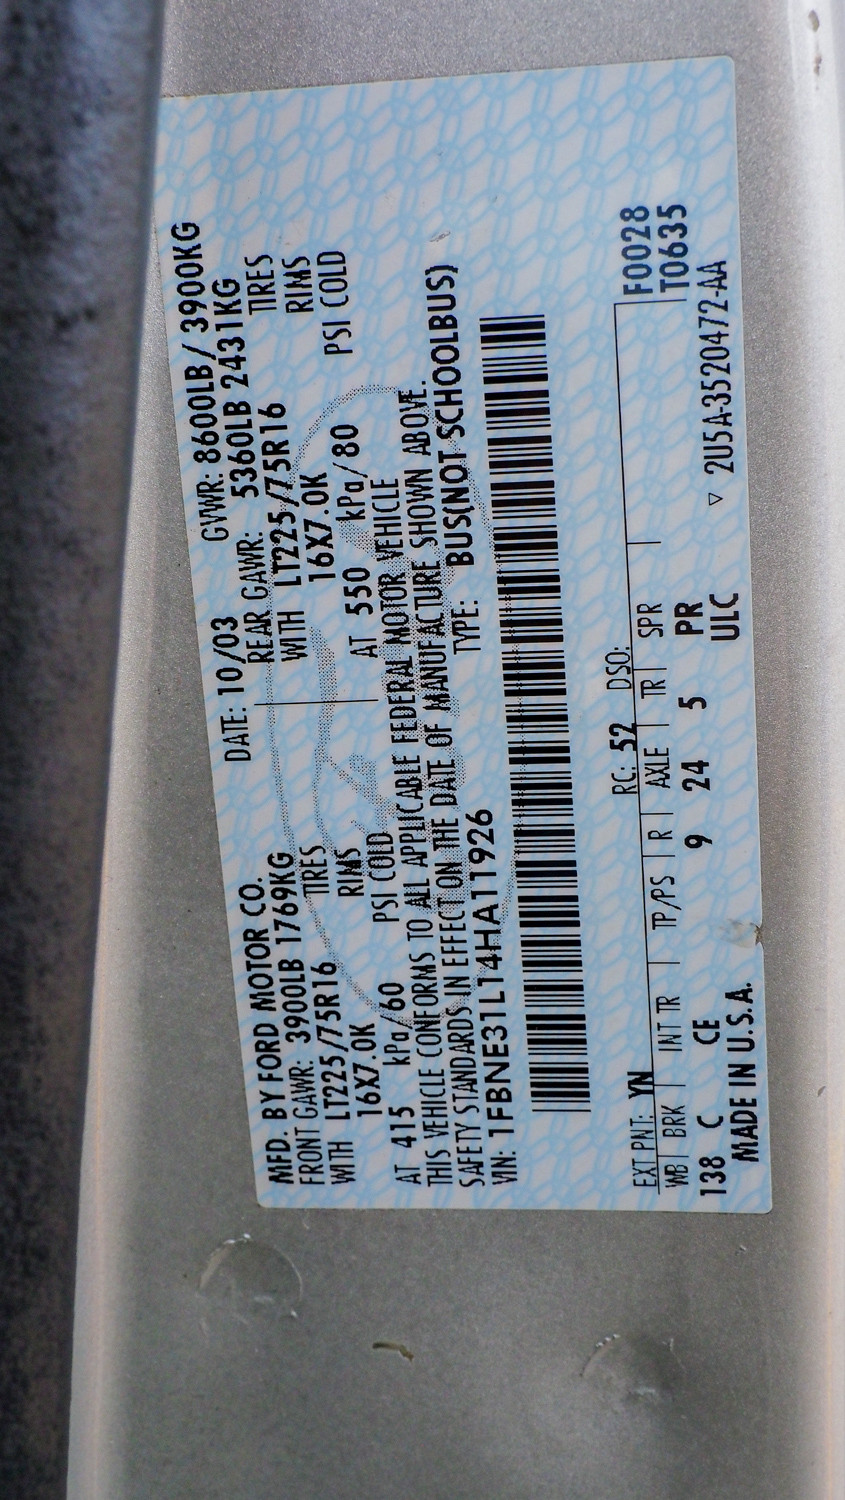 MFD. BY FORD MOTOR CO. DATE: 10/03 GVWR: 8600LB/ 3900KG
FRONT GAWR: 3900LB 1769KG REAR GAWR: 5360LB 2431KG
WITH LT225/75R16 TIRES WITH LT225/75R16 TIRES
16X7.0K RIMS 16X7.0K RIMS
AT 415 kPa/60 PSI COLD AT 550 kPa/80 PSI COLD
THIS VEHICLE CONFORMS TO ALL APPLICABLE FEDERAL MOTOR VEHICLE
SAFETY STANDARDS IN EFFECT ON THE DATE OF MANUFACTURE SHOWN ABOVE.
VIN: 1FBNE31L14HA11926 TYPE: BUS(NOT SCHOOLBUS)
EXT PNT: YN RC: 52 DSO:
WB BRK INT TR TP/PS R AXLE TR SPR F0028
138 C CE 9 24 5 PR T0635
MADE IN U.S.A. ULC ▽ 2U5A-3520472-AA